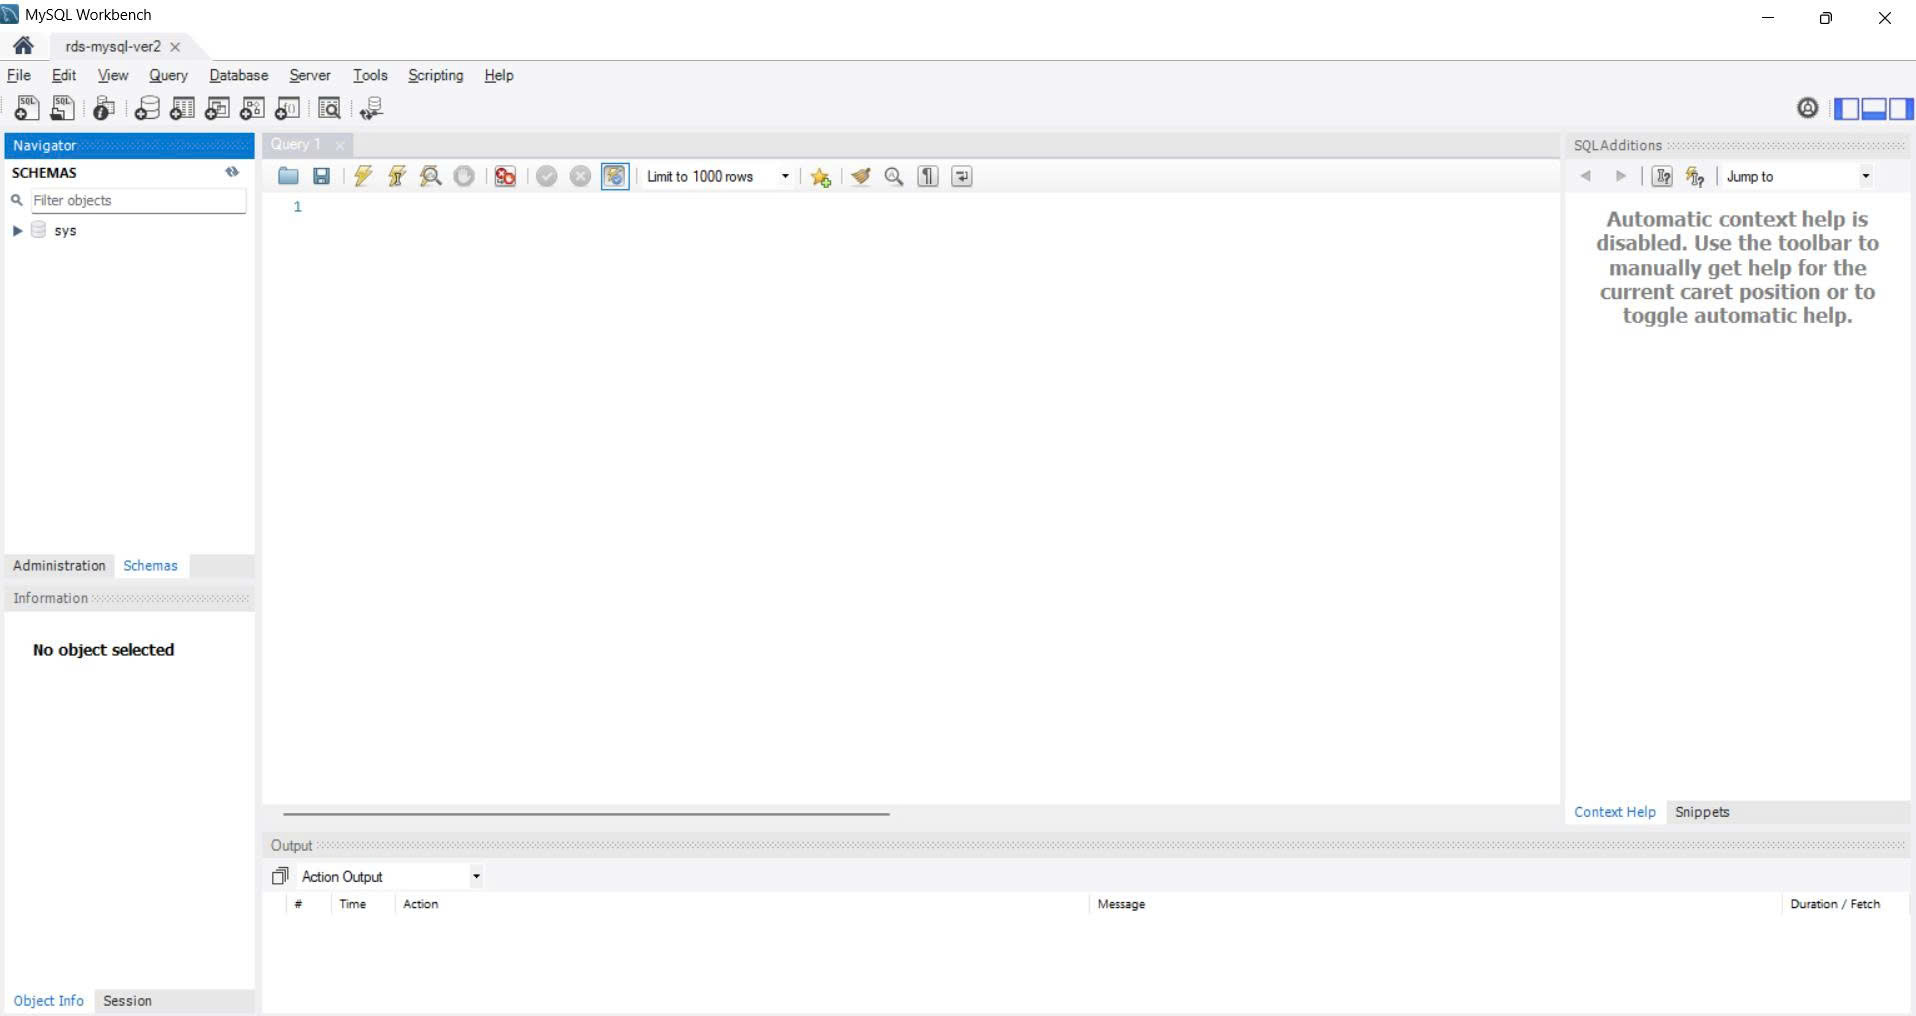 MySQL Workbench
rds-mysql-ver2
File Edit View Query Database Server Tools Scripting Help
SQL SQL
Navigator
SCHEMAS
Filter objects
sys
Administration Schemas
Information
No object selected
Object Info Session
Query 1
Limit to 1000 rows
1
Output
Action Output
# Time Action Message Duration / Fetch
SQLAdditions
Jump to
Automatic context help is
disabled. Use the toolbar to
manually get help for the
current caret position or to
toggle automatic help.
Context Help Snippets